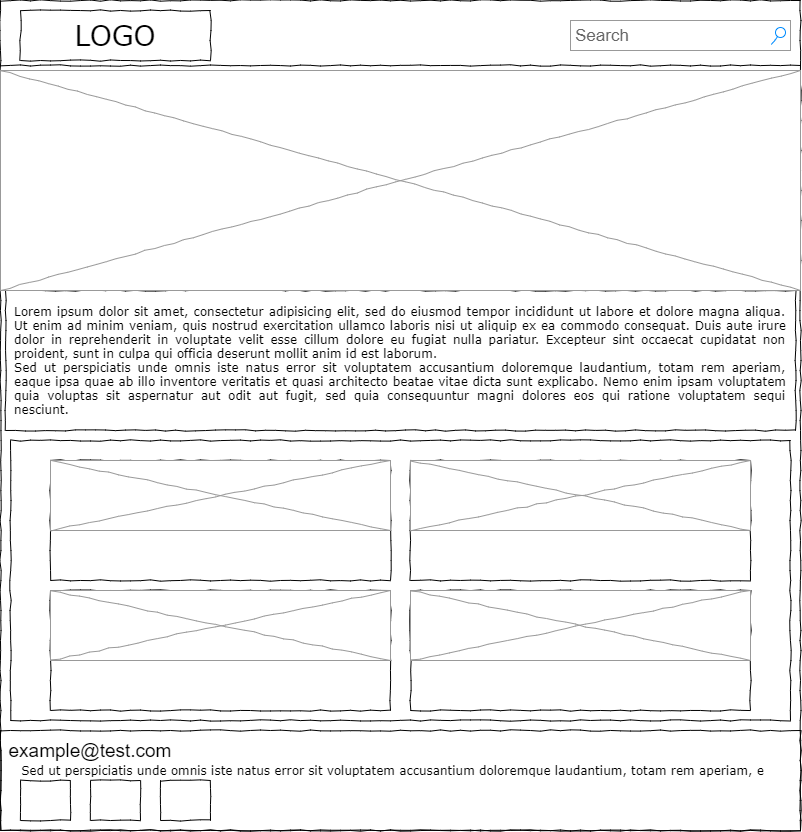 LOGO
Search
Lorem ipsum dolor sit amet, consectetur adipisicing elit, sed do eiusmod tempor incididunt ut labore et dolore magna aliqua.
Ut enim ad minim veniam, quis nostrud exercitation ullamco laboris nisi ut aliquip ex ea commodo consequat. Duis aute irure
dolor in reprehenderit in voluptate velit esse cillum dolore eu fugiat nulla pariatur. Excepteur sint occaecat cupidatat non
proident, sunt in culpa qui officia deserunt mollit anim id est laborum.
Sed ut perspiciatis unde omnis iste natus error sit voluptatem accusantium doloremque laudantium, totam rem aperiam,
eaque ipsa quae ab illo inventore veritatis et quasi architecto beatae vitae dicta sunt explicabo. Nemo enim ipsam voluptatem
quia voluptas sit aspernatur aut odit aut fugit, sed quia consequuntur magni dolores eos qui ratione voluptatem sequi
nesciunt.
example@test.com
Sed ut perspiciatis unde omnis iste natus error sit voluptatem accusantium doloremque laudantium, totam rem aperiam, e